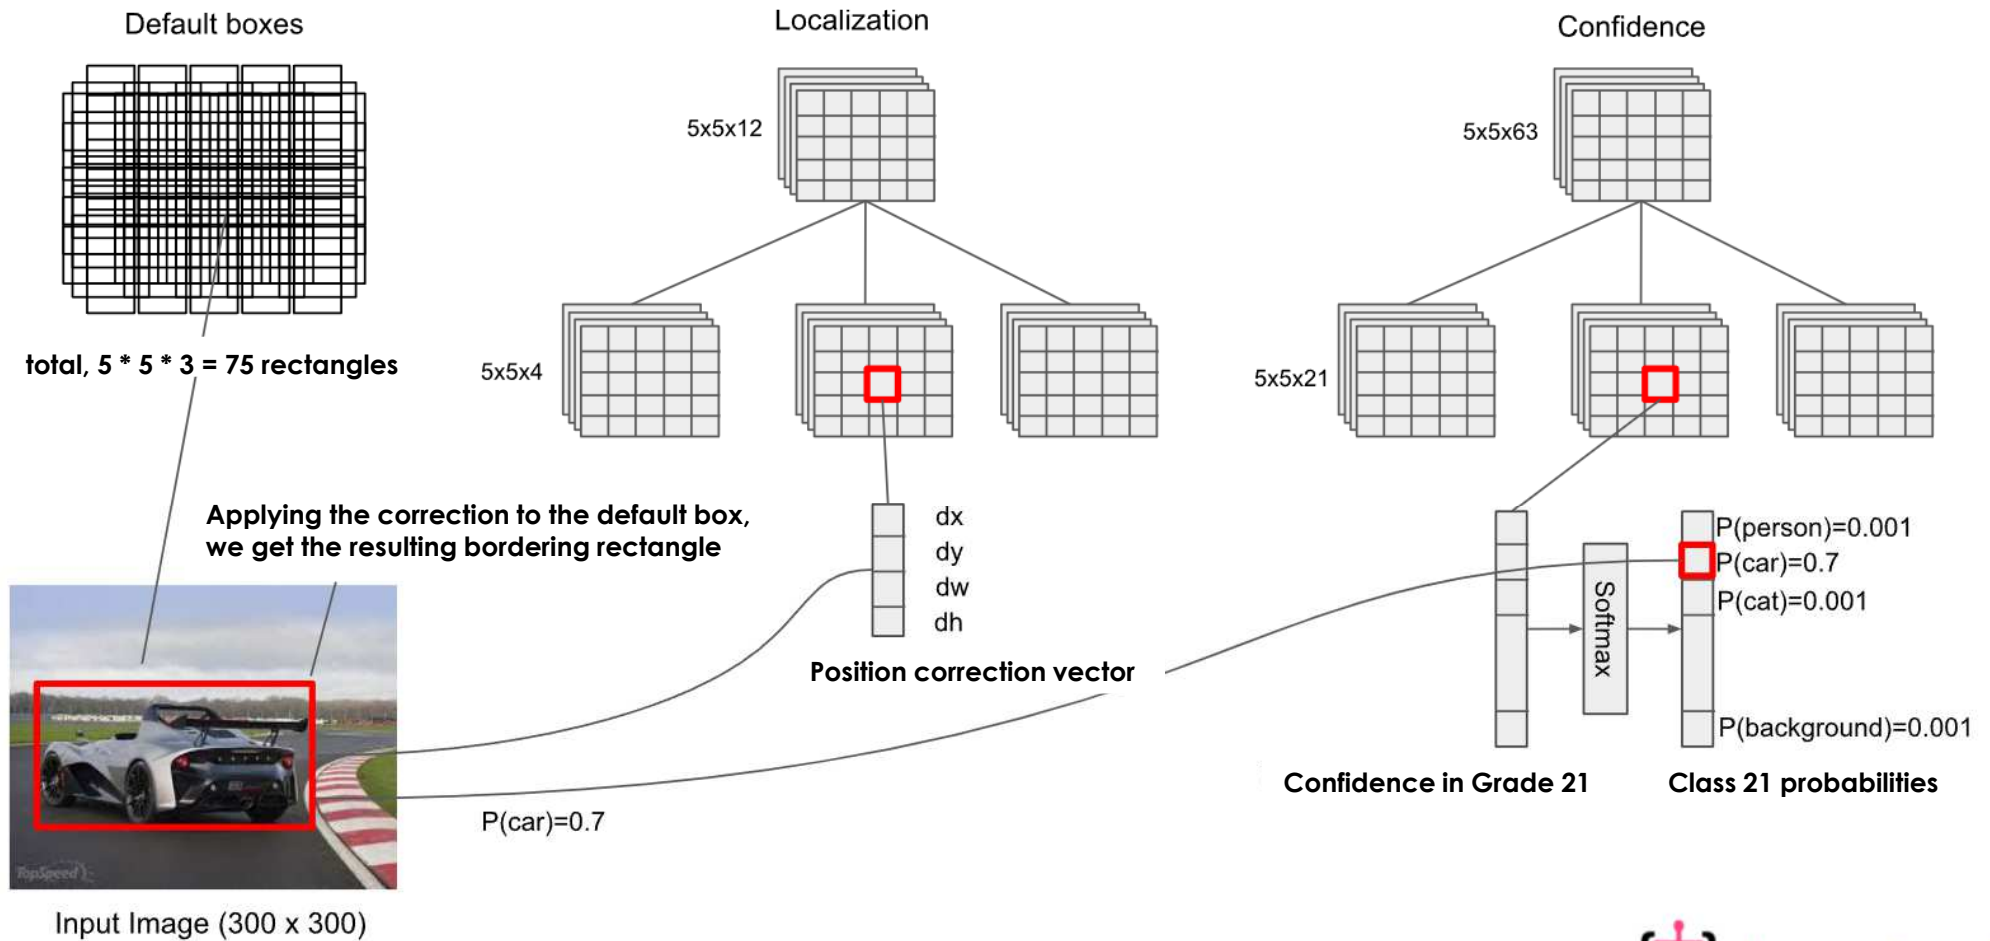 Default boxes
Localization
Confidence
5x5x12
5x5x63
total, 5 * 5 * 3 = 75 rectangles
5x5x4
5x5x21
Applying the correction to the default box,
we get the resulting bordering rectangle
dx
dy
dw
dh
Position correction vector
Softmax
P(person)=0.001
P(car)=0.7
P(cat)=0.001
P(background)=0.001
Confidence in Grade 21
Class 21 probabilities
P(car)=0.7
TopSpeed
Input Image (300 x 300)